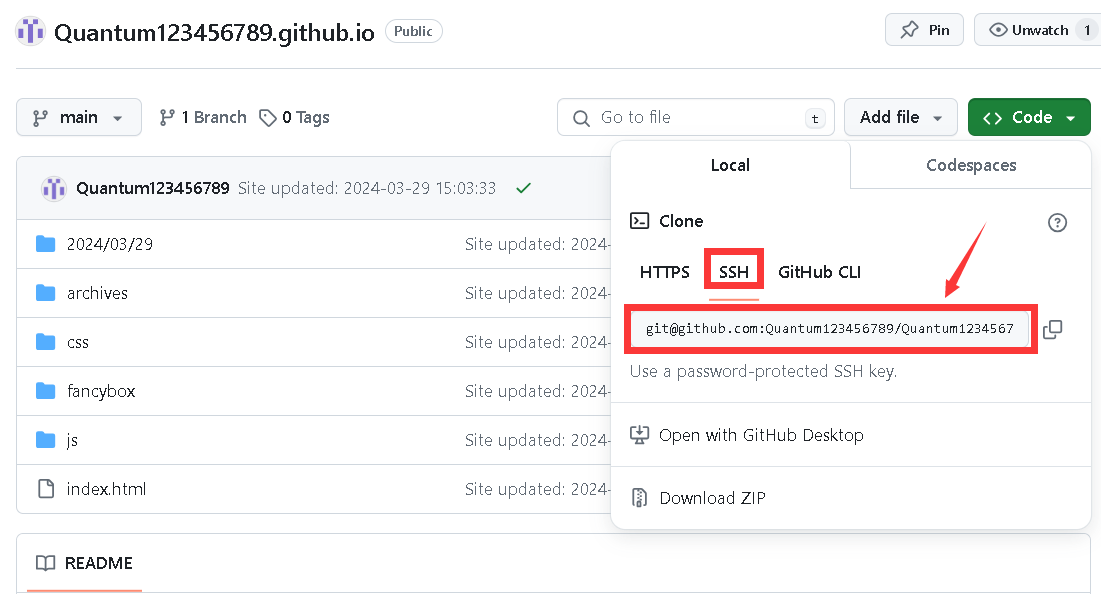 Quantum123456789.github.io Public Pin Unwatch 1
main 1 Branch 0 Tags Go to file t Add file Code
Local Codespaces
Quantum123456789 Site updated: 2024-03-29 15:03:33
Clone
2024/03/29 Site updated: 2024-
HTTPS SSH GitHub CLI
archives Site updated: 2024-
git@github.com:Quantum123456789/Quantum1234567
css Site updated: 2024-
Use a password-protected SSH key.
fancybox Site updated: 2024-
Open with GitHub Desktop
js Site updated: 2024-
index.html Site updated: 2024-
Download ZIP
README